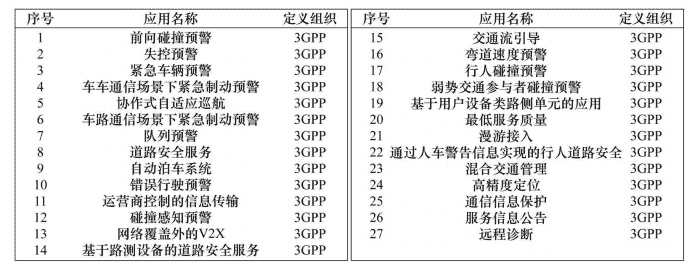 序号 应用名称 定义组织
1 前向碰撞预警 3GPP
2 失控预警 3GPP
3 紧急车辆预警 3GPP
4 车车通信场景下紧急制动预警 3GPP
5 协作式自适应巡航 3GPP
6 车路通信场景下紧急制动预警 3GPP
7 队列预警 3GPP
8 道路安全服务 3GPP
9 自动泊车系统 3GPP
10 错误行驶预警 3GPP
11 运营商控制的信息传输 3GPP
12 碰撞感知预警 3GPP
13 网络覆盖外的V2X 3GPP
14 基于路测设备的道路安全服务 3GPP
序号 应用名称 定义组织
15 交通流引导 3GPP
16 弯道速度预警 3GPP
17 行人碰撞预警 3GPP
18 弱势交通参与者碰撞预警 3GPP
19 基于用户设备类路侧单元的应用 3GPP
20 最低服务质量 3GPP
21 漫游接入 3GPP
22 通过人车警告信息实现的行人道路安全 3GPP
23 混合交通管理 3GPP
24 高精度定位 3GPP
25 通信信息保护 3GPP
26 服务信息公告 3GPP
27 远程诊断 3GPP